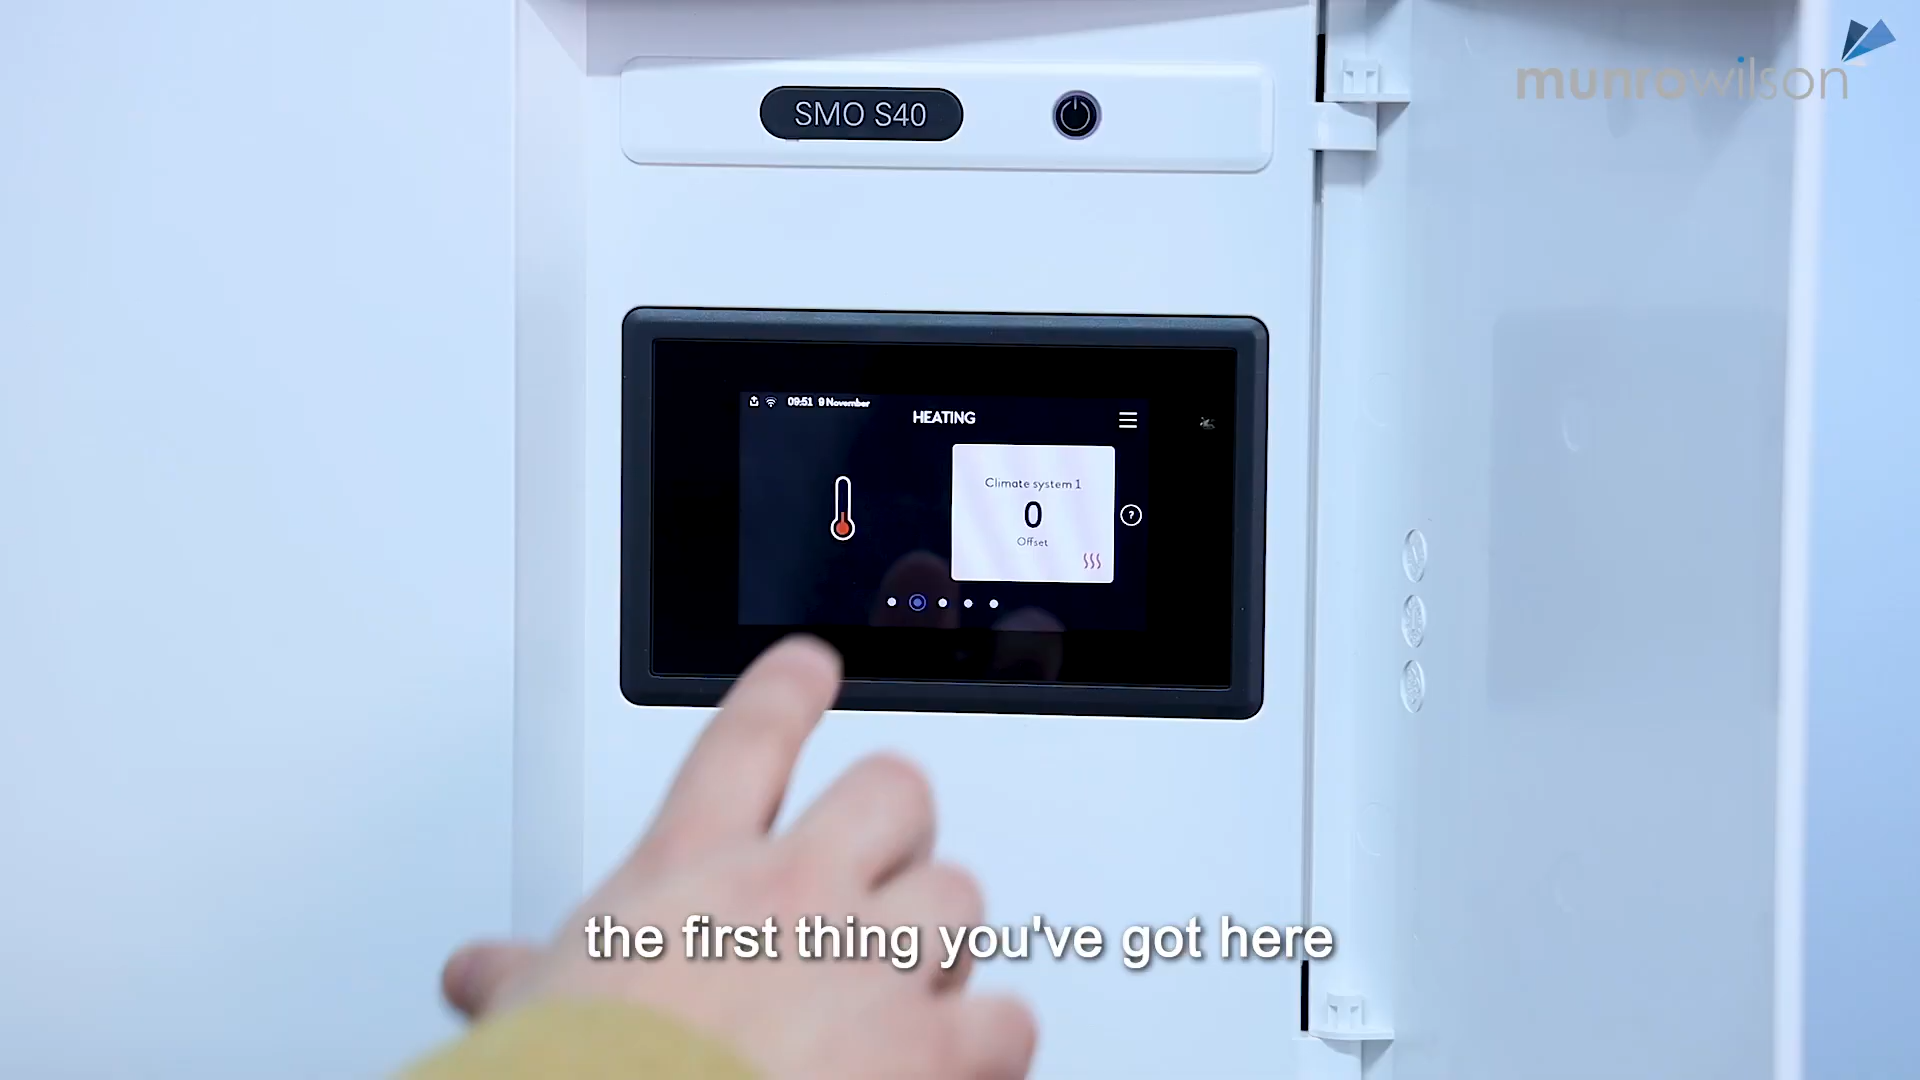 munrowilson
SMO S40
09:51 9 November
HEATING
Climate system 1
0
Offset
?
the first thing you've got here